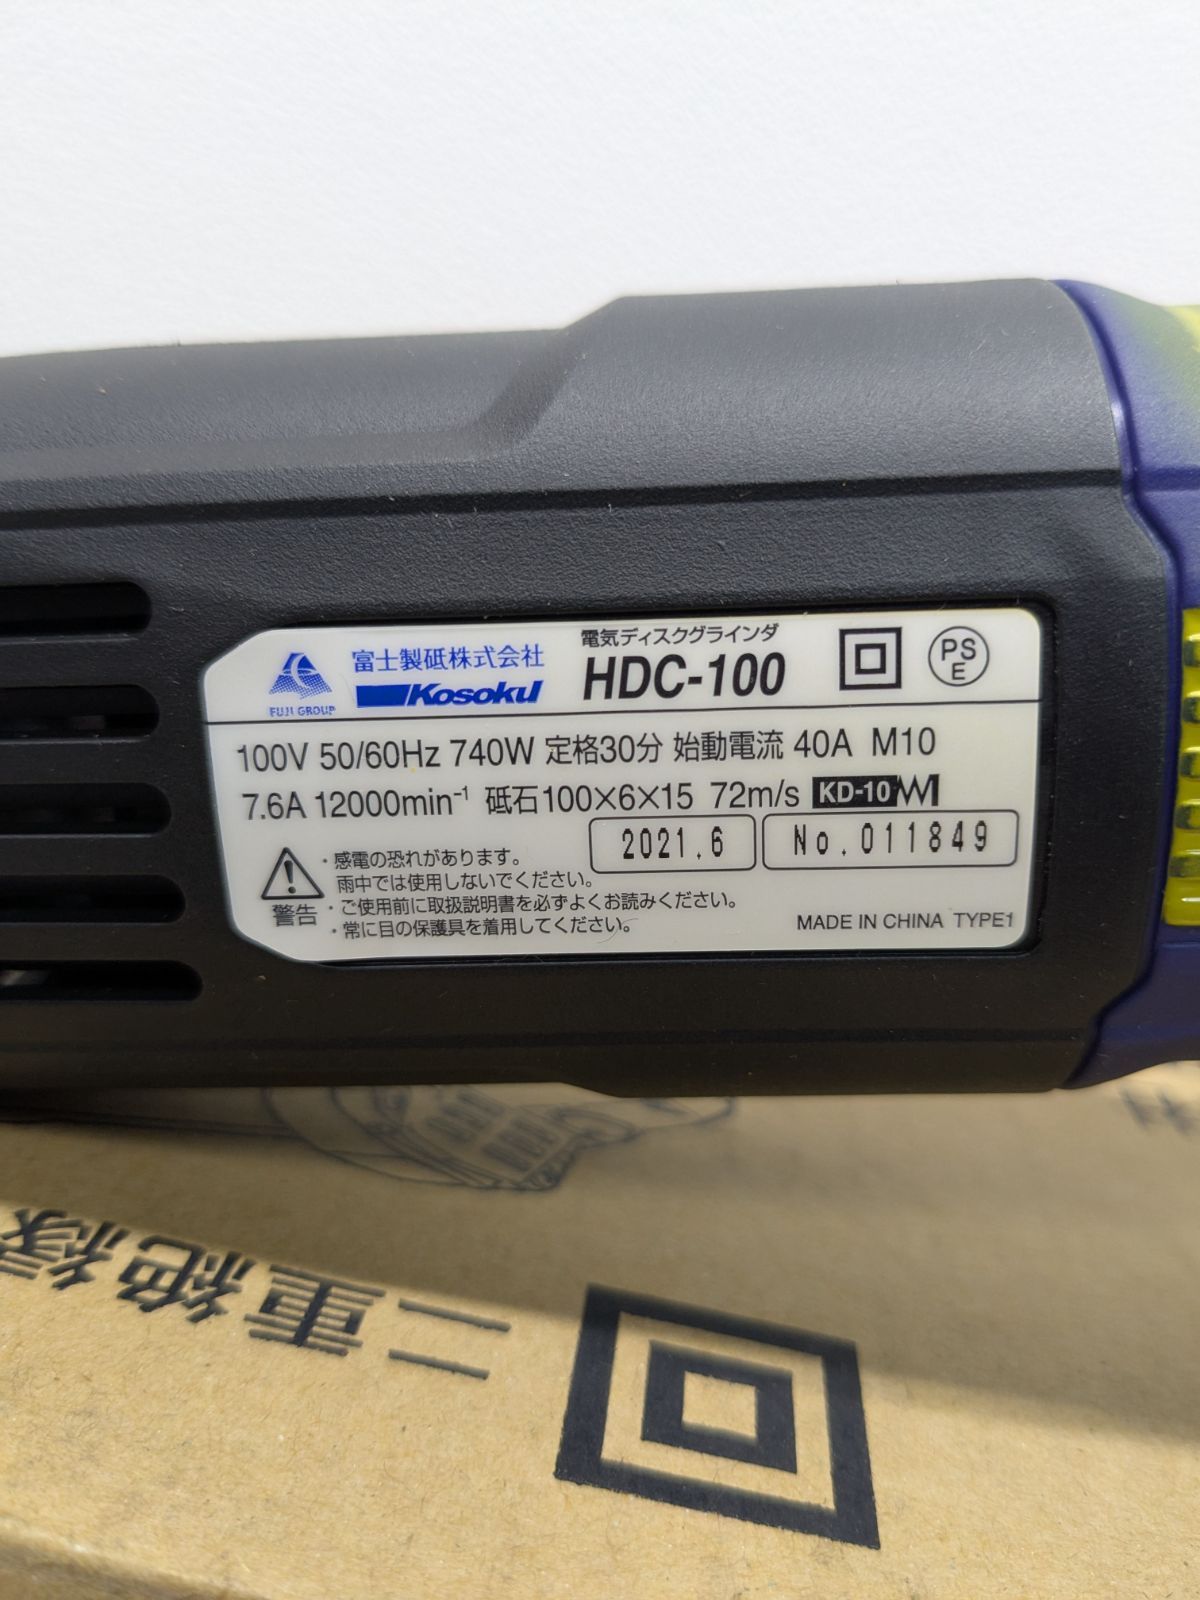 FUJI GROUP
富士製砥株式会社
Kosoku
電気ディスクグラインダ
HDC-100
PS
E
100V 50/60Hz 740W 定格30分 始動電流 40A M10
7.6A 12000min⁻¹ 砥石100×6×15 72m/s KD-10
2021.6
No.011849
警告
・感電の恐れがあります。
雨中では使用しないでください。
・ご使用前に取扱説明書を必ずよくお読みください。
・常に目の保護具を着用してください。
MADE IN CHINA TYPE1
二重絶縁